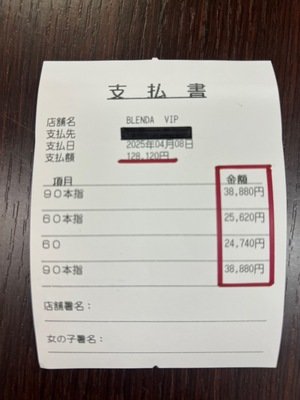 支払書
店舗名 BLENDA VIP
支払先
支払日 2025年04月08日
支払額 128,120円
項目 金額
90本指 38,880円
60本指 25,620円
60 24,740円
90本指 38,880円
店舗署名:
女の子署名: